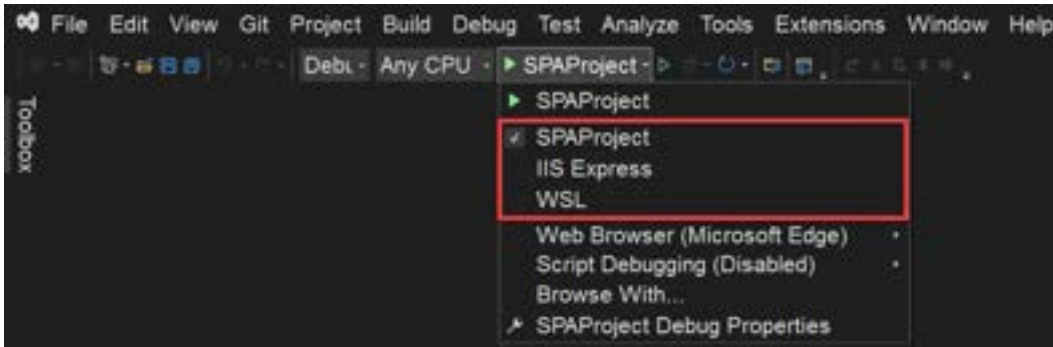 File Edit View Git Project Build Debug Test Analyze Tools Extensions Window Help
Debu Any CPU SPAProject
Toolbox
SPAProject
SPAProject
IIS Express
WSL
Web Browser (Microsoft Edge)
Script Debugging (Disabled)
Browse With...
SPAProject Debug Properties